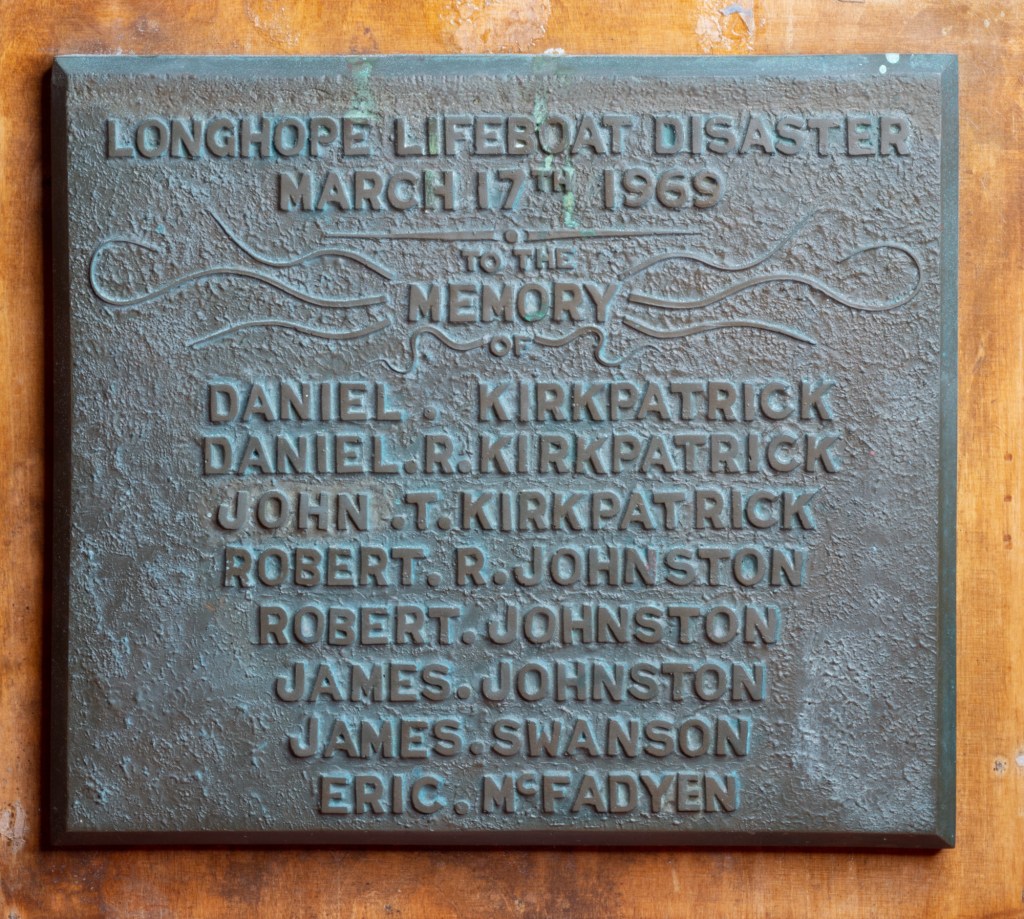 LONGHOPE LIFEBOAT DISASTER
MARCH 17TH 1969
TO THE
MEMORY
OF
DANIEL. KIRKPATRICK
DANIEL.R.KIRKPATRICK
JOHN .T.KIRKPATRICK
ROBERT. R.JOHNSTON
ROBERT. JOHNSTON
JAMES. JOHNSTON
JAMES.SWANSON
ERIC. McFADYEN